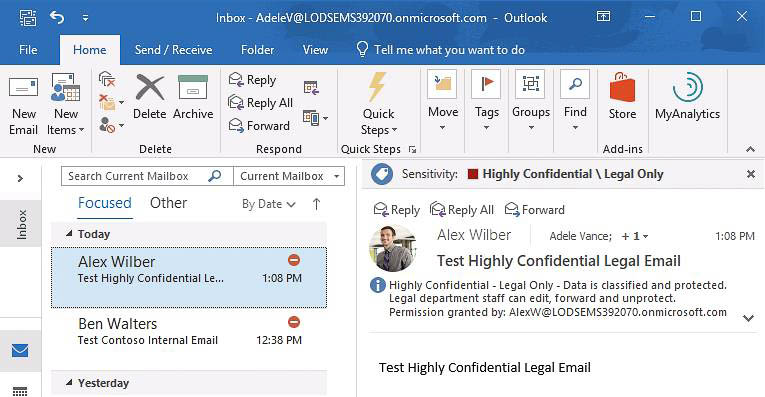 Inbox - AdeleV@LODSEMS392070.onmicrosoft.com - Outlook
File Home Send / Receive Folder View Tell me what you want to do
New Email
New Items
Delete
Archive
Reply
Reply All
Forward
Quick Steps
Move
Tags
Groups
Find
Store
MyAnalytics
New Delete Respond Quick Steps Add-ins
Inbox
Search Current Mailbox Current Mailbox
Focused Other By Date
Today
Alex Wilber
Test Highly Confidential Le... 1:08 PM
Ben Walters
Test Contoso Internal Email 12:38 PM
Yesterday
Sensitivity: Highly Confidential \ Legal Only
Reply Reply All Forward
Alex Wilber Adele Vance; + 1 1:08 PM
Test Highly Confidential Legal Email
Highly Confidential - Legal Only - Data is classified and protected.
Legal department staff can edit, forward and unprotect.
Permission granted by: AlexW@LODSEMS392070.onmicrosoft.com
Test Highly Confidential Legal Email